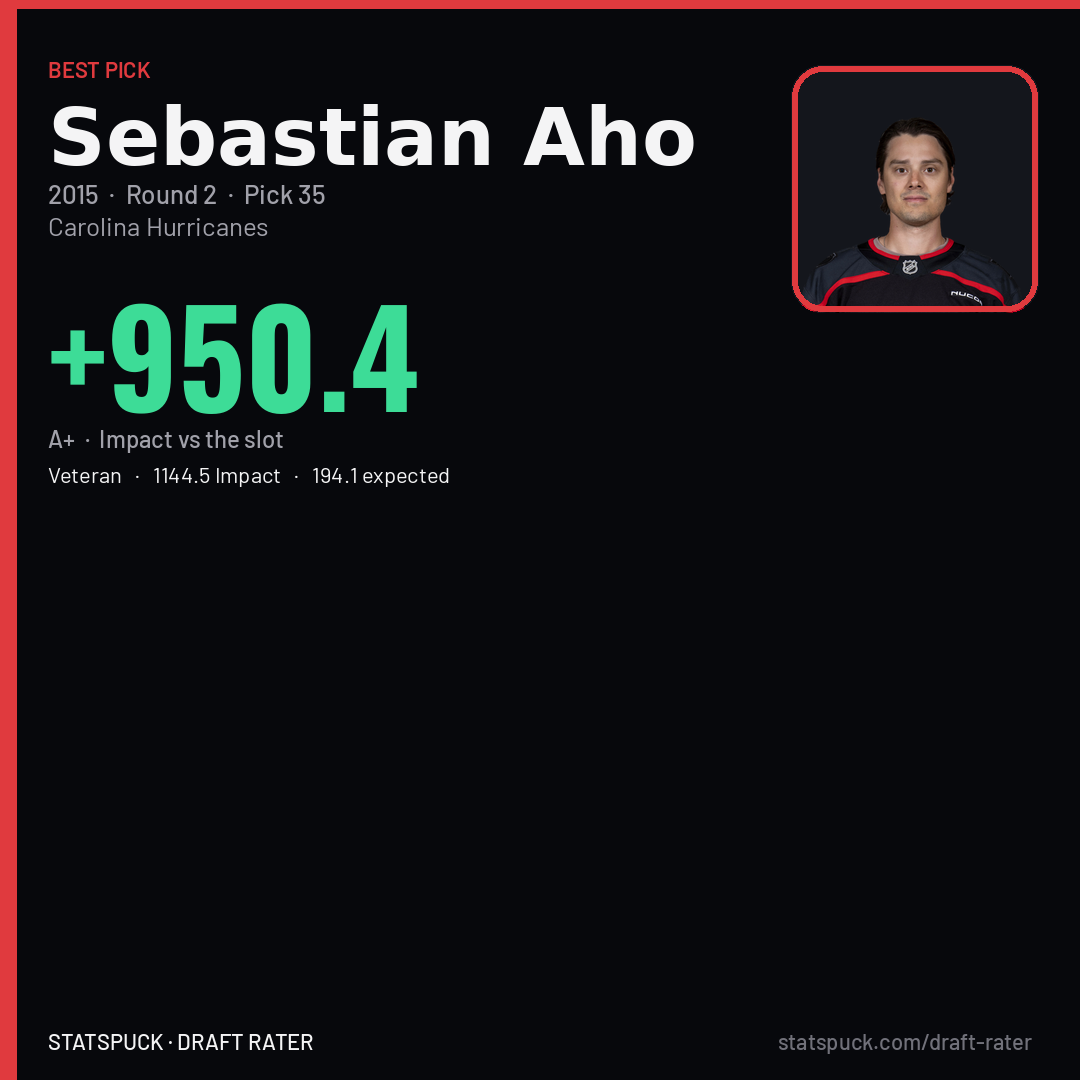 BEST PICK
Sebastian Aho
2015 · Round 2 · Pick 35
Carolina Hurricanes
+950.4
A+ · Impact vs the slot
Veteran · 1144.5 Impact · 194.1 expected
STATSPUCK · DRAFT RATER
statspuck.com/draft-rater